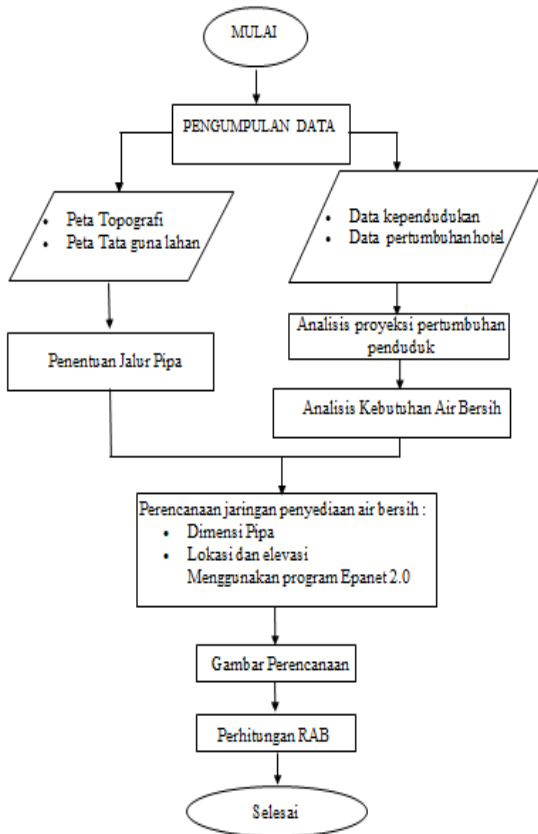 MULAI
PENGUMPULAN DATA
• Peta Topografi
• Peta Tata guna lahan
• Data kependudukan
• Data pertumbuhan hotel
Penentuan Jalur Pipa
Analisis proyeksi pertumbuhan
penduduk
Analisis Kebutuhan Air Bersih
Perencanaan jaringan penyediaan air bersih :
• Dimensi Pipa
• Lokasi dan elevasi
Menggunakan program Epanet 2.0
Gambar Perencanaan
Perhitungan RAB
Selesai